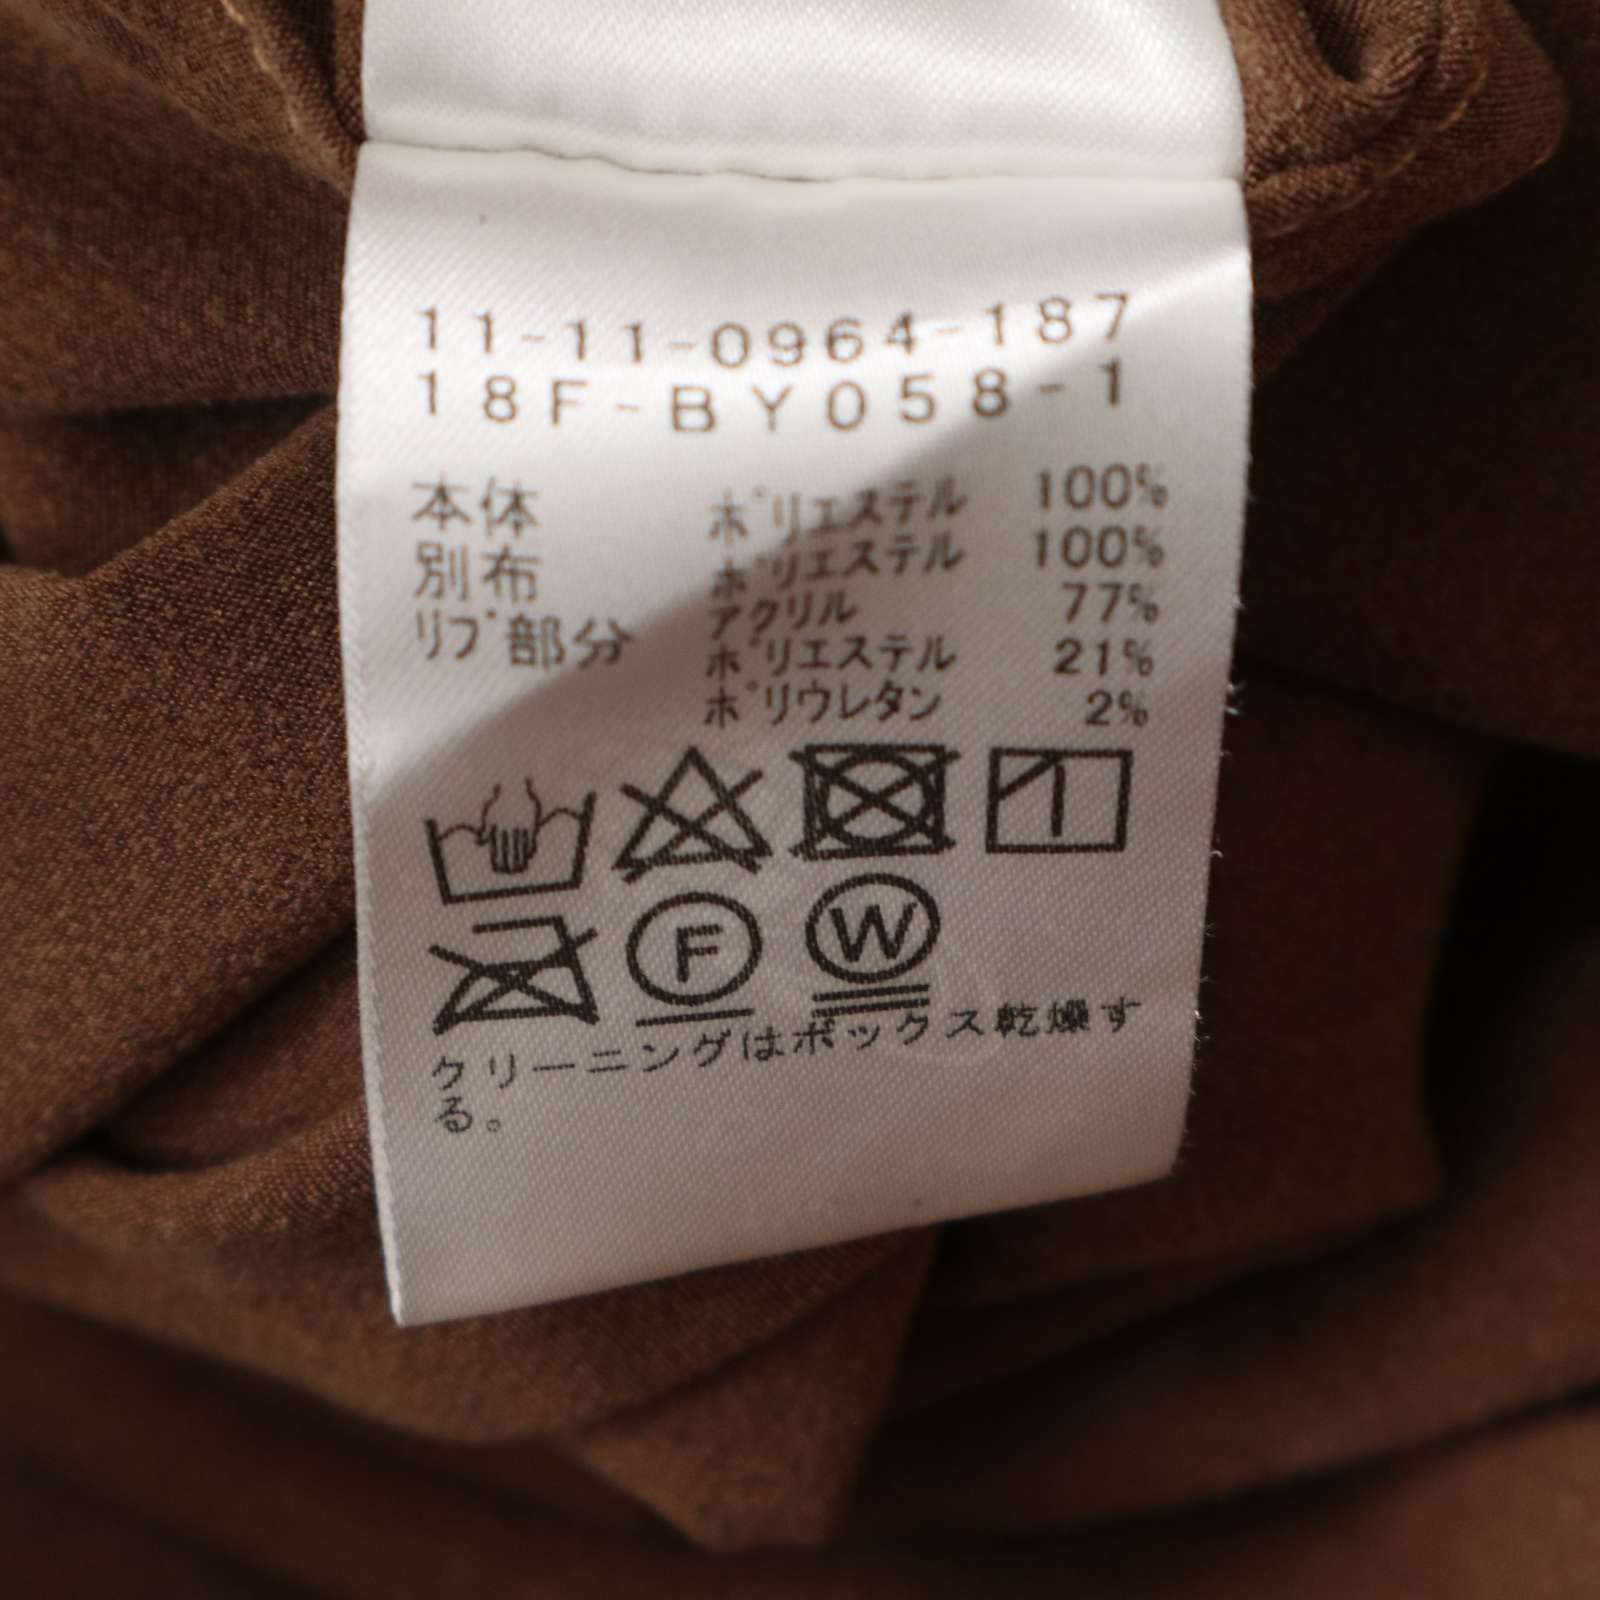 11-11-0964-187
18F-BY058-1
本体 ポリエステル 100%
別布 ポリエステル 100%
リブ部分 アクリル 77%
ポリエステル 21%
ポリウレタン 2%
F W
クリーニングはボックス乾燥す
る。